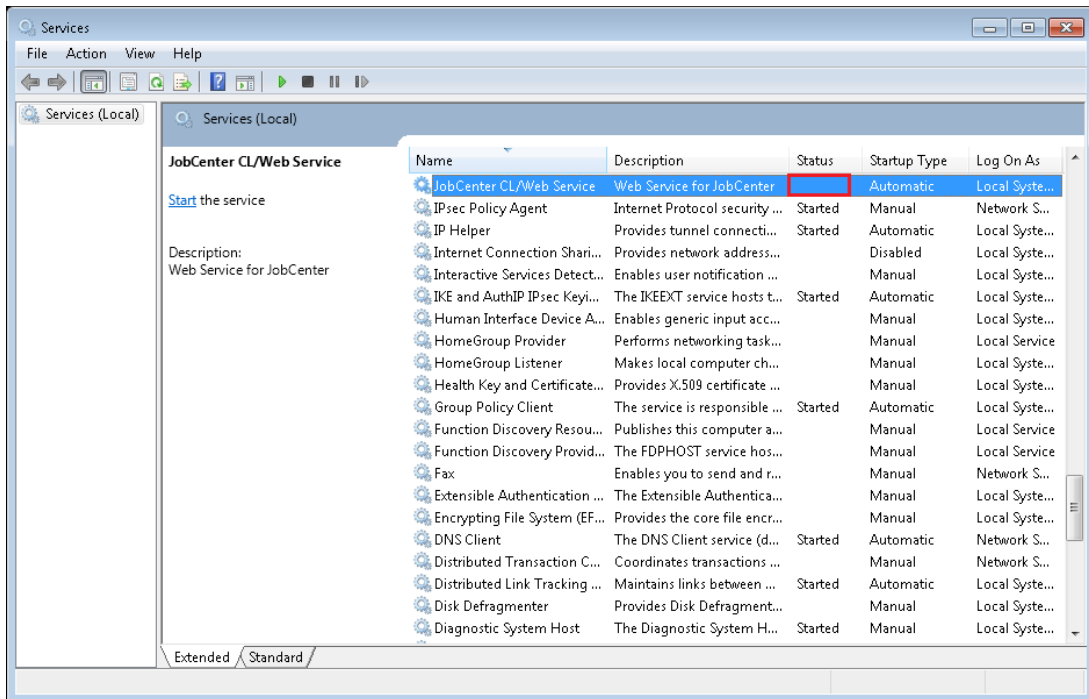 Services
File Action View Help
Services (Local)
Services (Local)
JobCenter CL/Web Service
Start the service
Description:
Web Service for JobCenter
Name Description Status Startup Type Log On As
JobCenter CL/Web Service Web Service for JobCenter Automatic Local Syste...
IPsec Policy Agent Internet Protocol security ... Started Manual Network S...
IP Helper Provides tunnel connecti... Started Automatic Local Syste...
Internet Connection Shari... Provides network address... Disabled Local Syste...
Interactive Services Detect... Enables user notification ... Manual Local Syste...
IKE and AuthIP IPsec Keyi... The IKEEXT service hosts t... Started Automatic Local Syste...
Human Interface Device A... Enables generic input acc... Manual Local Syste...
HomeGroup Provider Performs networking task... Manual Local Service
HomeGroup Listener Makes local computer ch... Manual Local Syste...
Health Key and Certificate... Provides X.509 certificate ... Manual Local Syste...
Group Policy Client The service is responsible ... Started Automatic Local Syste...
Function Discovery Resou... Publishes this computer a... Manual Local Service
Function Discovery Provid... The FDPHOST service hos... Manual Local Service
Fax Enables you to send and r... Manual Network S...
Extensible Authentication ... The Extensible Authentica... Manual Local Syste...
Encrypting File System (EF... Provides the core file encr... Manual Local Syste...
DNS Client The DNS Client service (d... Started Automatic Network S...
Distributed Transaction C... Coordinates transactions ... Manual Network S...
Distributed Link Tracking ... Maintains links between ... Started Automatic Local Syste...
Disk Defragmenter Provides Disk Defragment... Manual Local Syste...
Diagnostic System Host The Diagnostic System H... Started Manual Local Syste...
Extended Standard